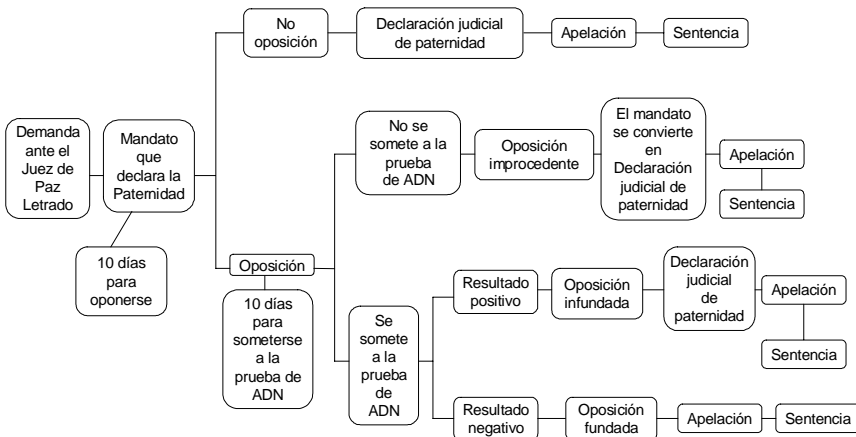 No
oposición
Declaración judicial
de paternidad
Apelación
Sentencia
Demanda
ante el
Juez de
Paz
Letrado
Mandato
que
declara la
Paternidad
10 días
para
oponerse
Oposición
10 días
para
someterse
a la
prueba de
ADN
No se
somete a la
prueba
de ADN
Oposición
improcedente
El mandato
se convierte
en
Declaración
judicial de
paternidad
Apelación
Sentencia
Se
somete
a la
prueba
de
ADN
Resultado
positivo
Oposición
infundada
Declaración
judicial
de
paternidad
Apelación
Sentencia
Resultado
negativo
Oposición
fundada
Apelación
Sentencia